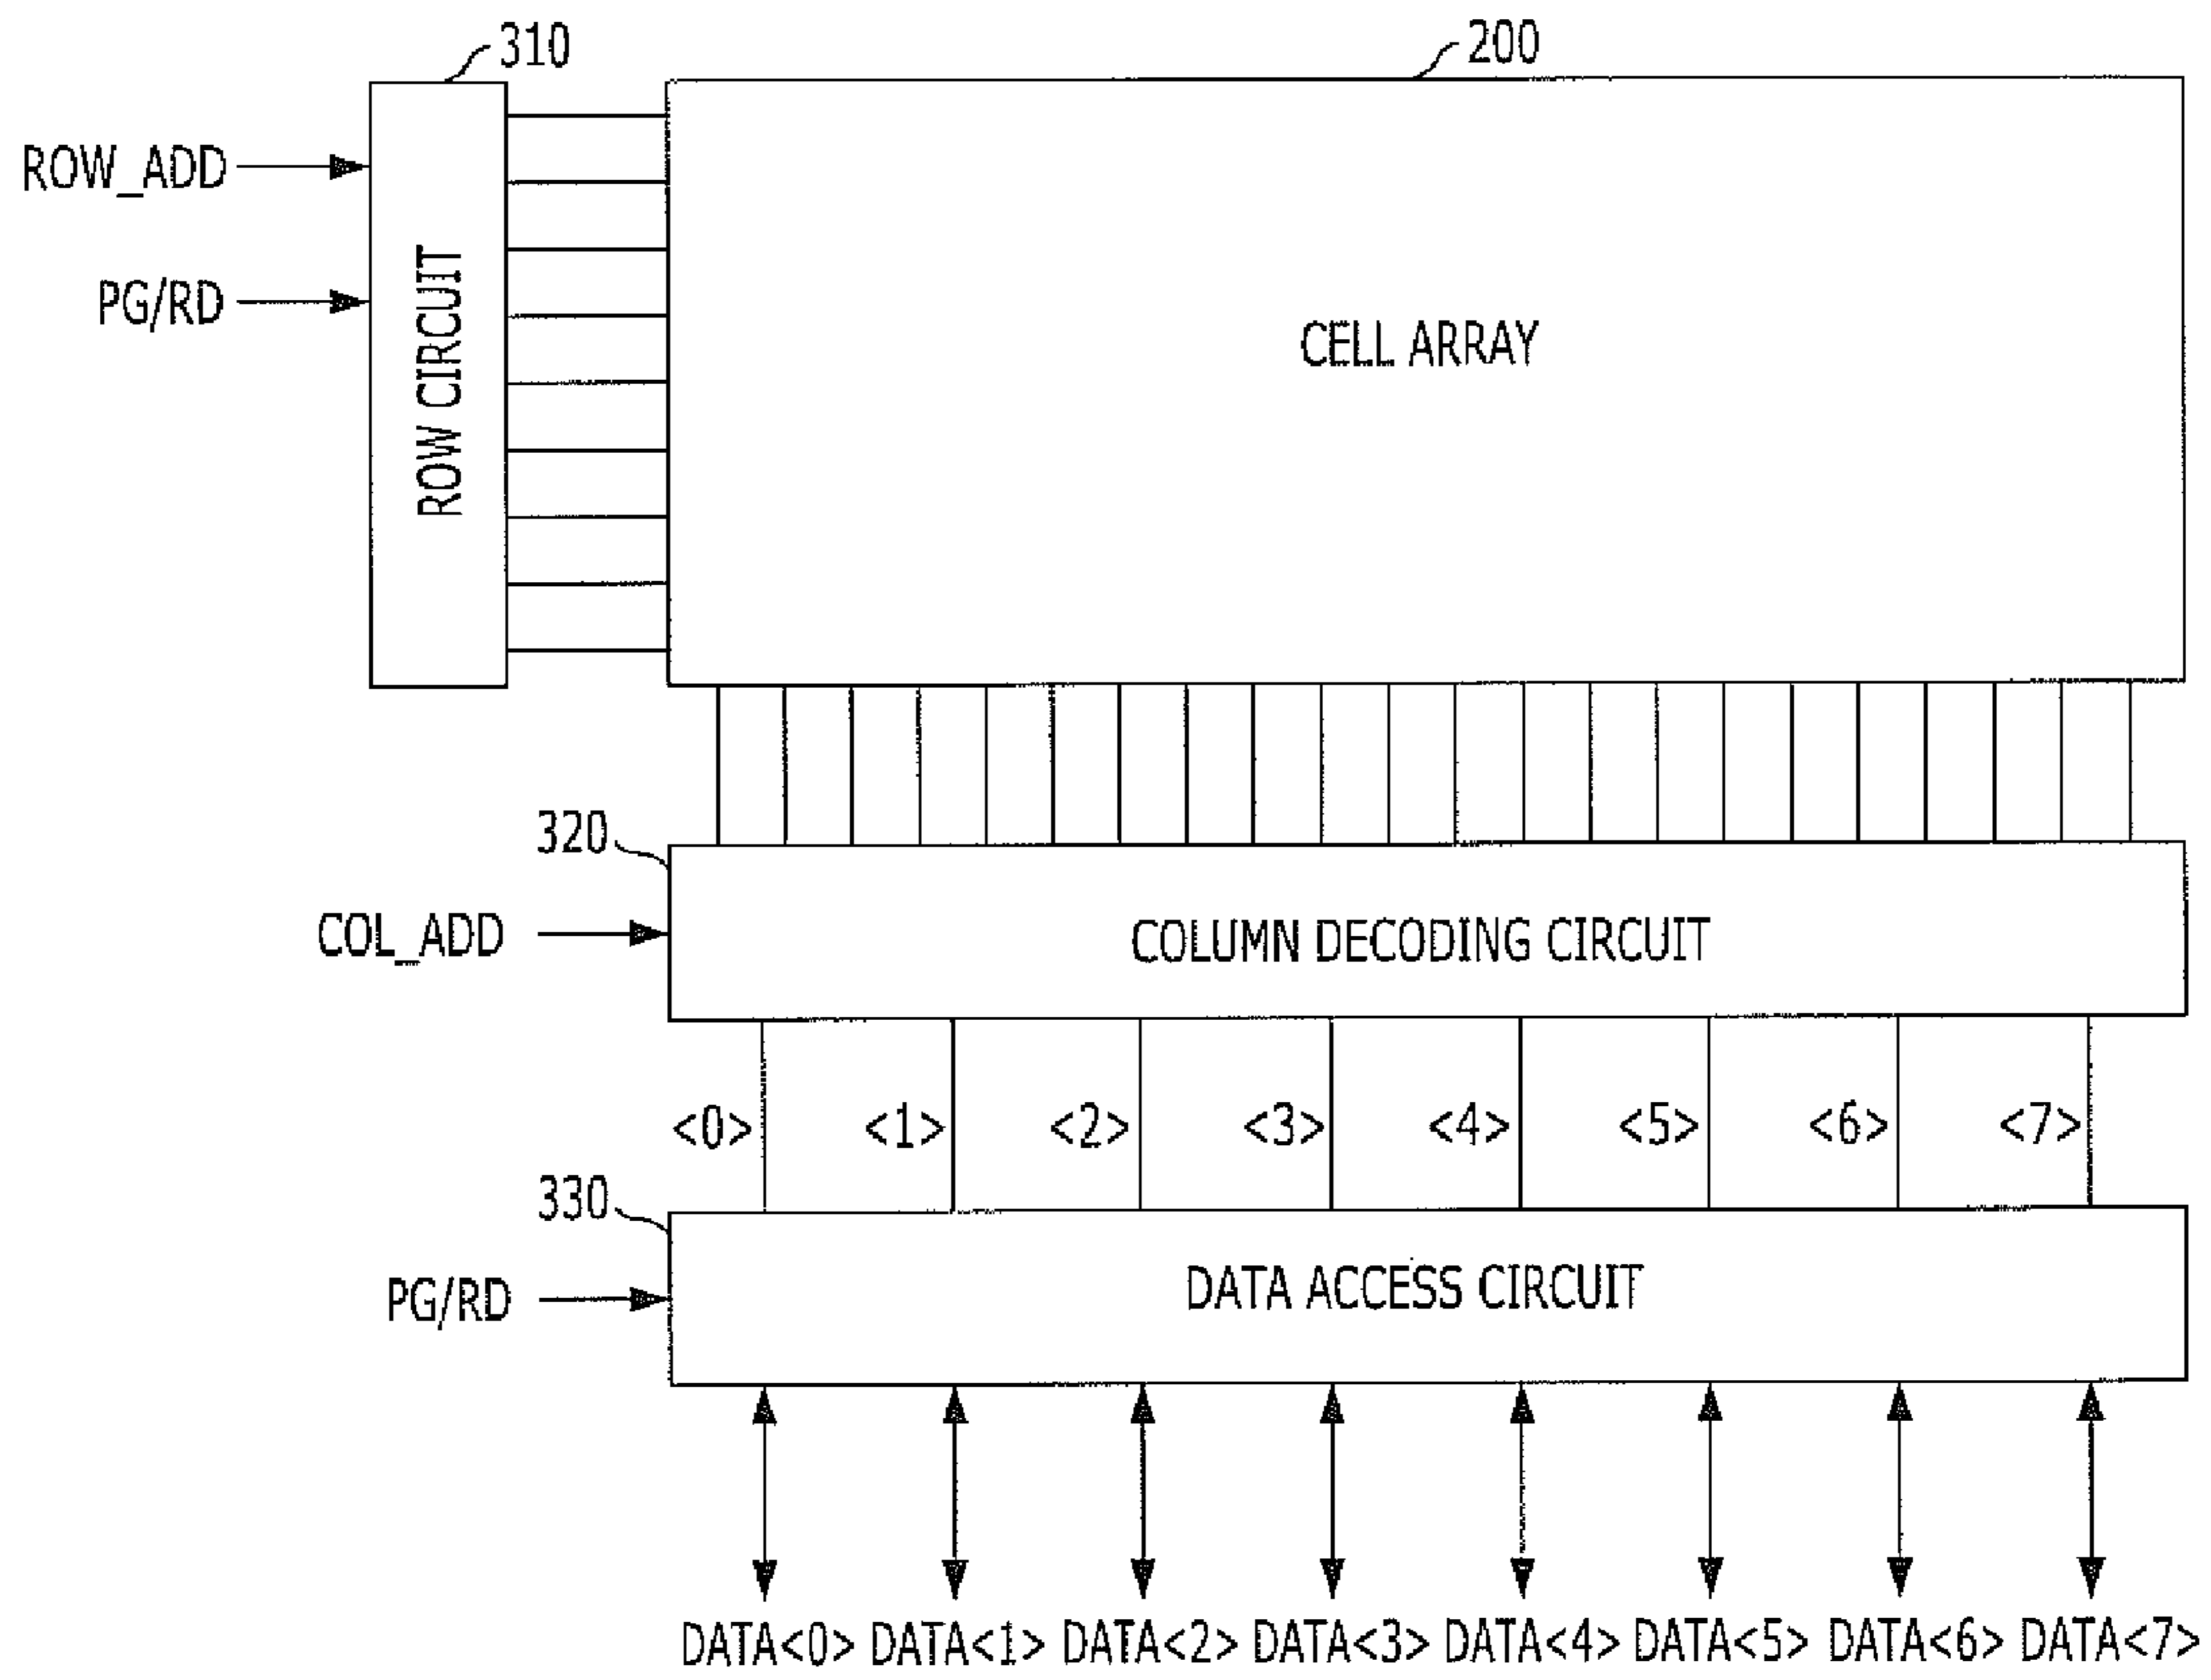 310
200
ROW_ADD
PG/RD
ROW CIRCUIT
CELL ARRAY
320
COL_ADD
COLUMN DECODING CIRCUIT
<0> <1> <2> <3> <4> <5> <6> <7>
330
PG/RD
DATA ACCESS CIRCUIT
DATA<0> DATA<1> DATA<2> DATA<3> DATA<4> DATA<5> DATA<6> DATA<7>